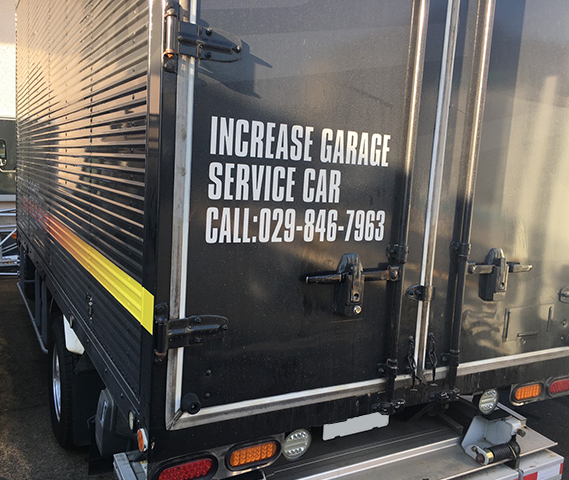 INCREASE GARAGE
SERVICE CAR
CALL:029-846-7963